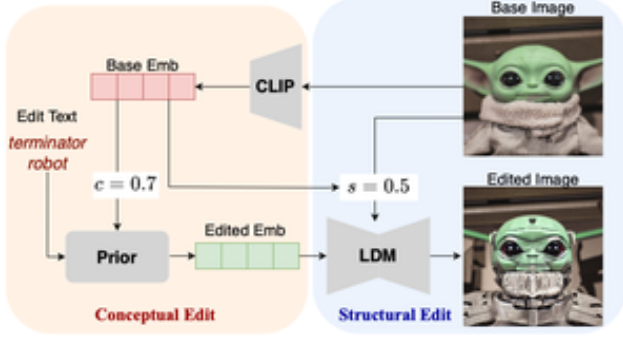 Base Image
Base Emb
CLIP
Edit Text
terminator
robot
c = 0.7
s = 0.5
Edited Image
Edited Emb
Prior
LDM
Conceptual Edit
Structural Edit